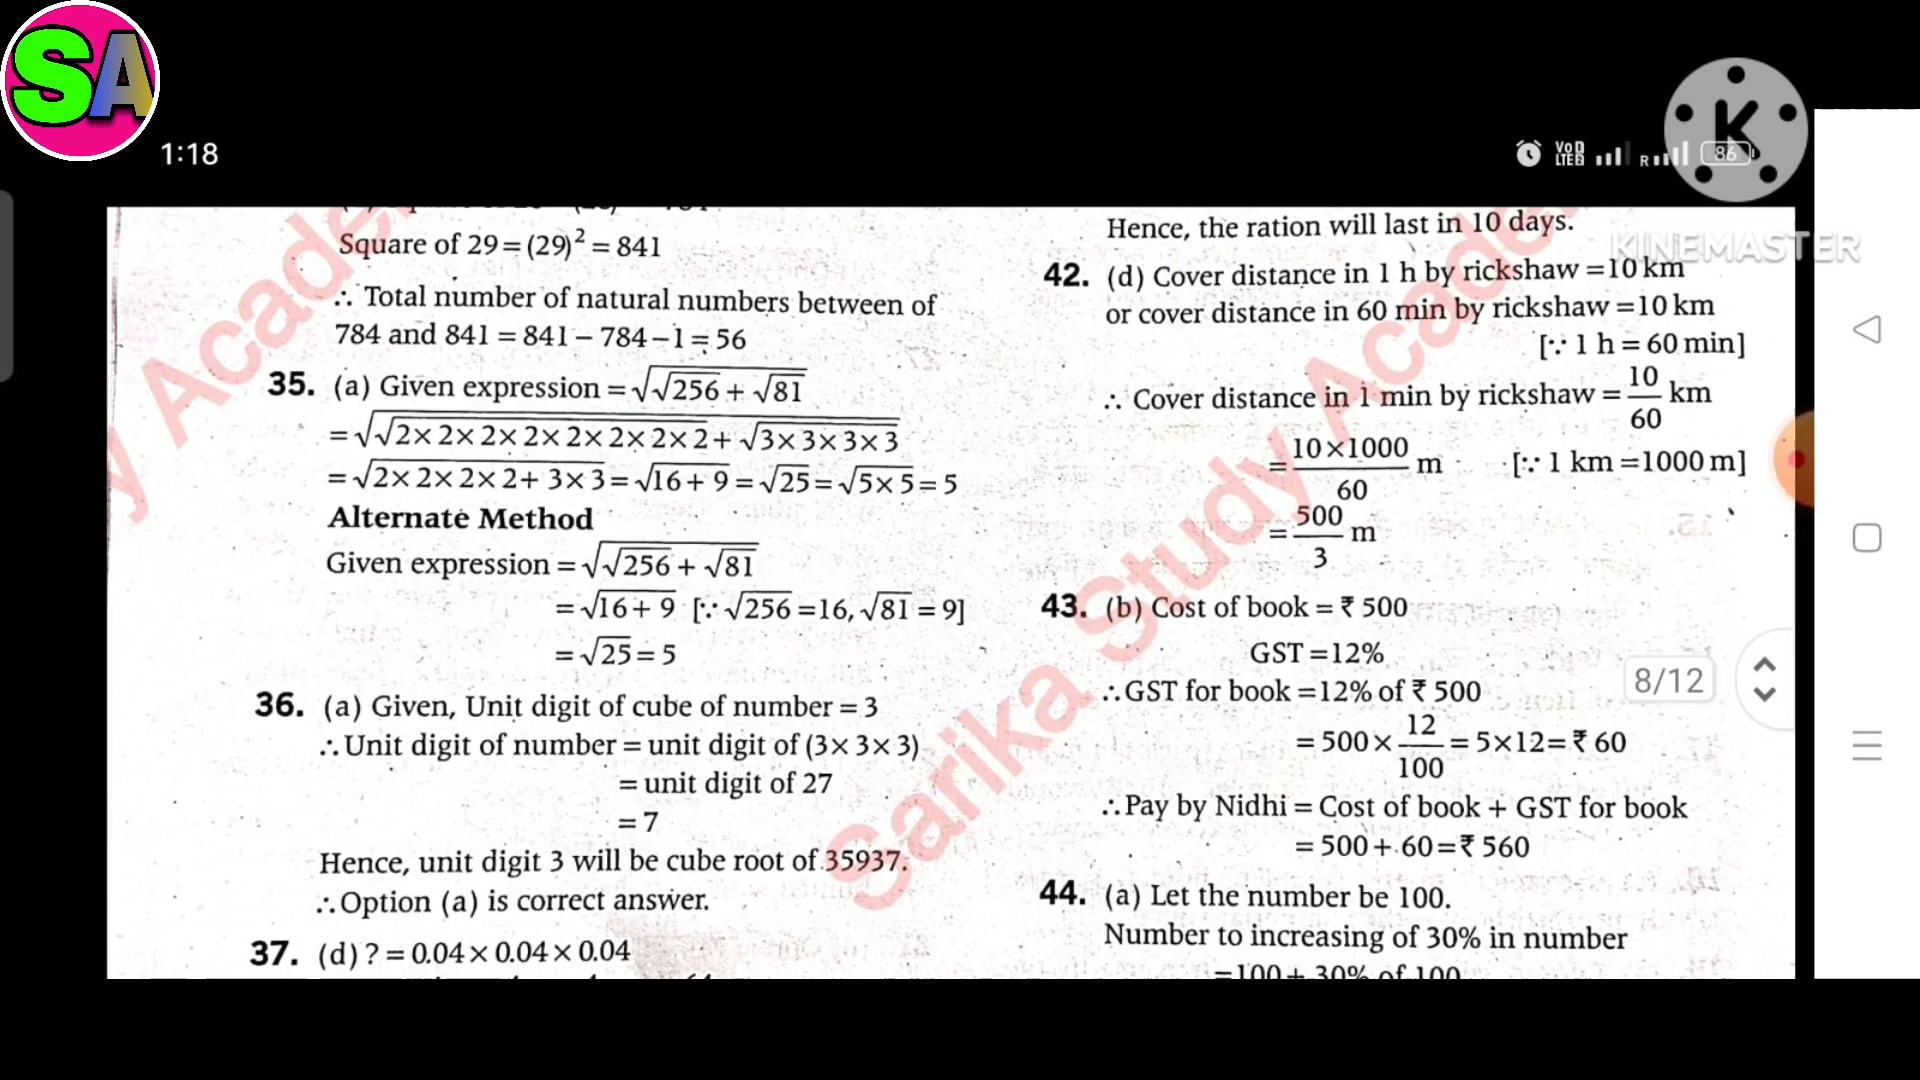 SA
1:18
VoD
LTE2
R
86
K
KINEMASTER
Square of 29 = (29)² = 841
∴ Total number of natural numbers between of
784 and 841 = 841 − 784 − 1 = 56
35. (a) Given expression = √(√256 + √81)
= √(√(2×2×2×2×2×2×2×2) + √(3×3×3×3))
= √(2×2×2×2+3×3) = √(16+9) = √25 = √(5×5) = 5
Alternate Method
Given expression = √(√256 + √81)
= √(16+9) [∵ √256 = 16, √81 = 9]
= √25 = 5
36. (a) Given, Unit digit of cube of number = 3
∴ Unit digit of number = unit digit of (3×3×3)
= unit digit of 27
= 7
Hence, unit digit 3 will be cube root of 35937.
∴ Option (a) is correct answer.
37. (d) ? = 0.04 × 0.04 × 0.04
Hence, the ration will last in 10 days.
42. (d) Cover distance in 1 h by rickshaw = 10 km
or cover distance in 60 min by rickshaw = 10 km
[∵ 1 h = 60 min]
∴ Cover distance in 1 min by rickshaw = 10/60 km
= 10×1000/60 m [∵ 1 km = 1000 m]
= 500/3 m
43. (b) Cost of book = ₹ 500
GST = 12%
∴ GST for book = 12% of ₹ 500
= 500 × 12/100 = 5×12 = ₹ 60
∴ Pay by Nidhi = Cost of book + GST for book
= 500 + 60 = ₹ 560
44. (a) Let the number be 100.
Number to increasing of 30% in number
= 100 + 30% of 100
8/12
Sarika Study Academy